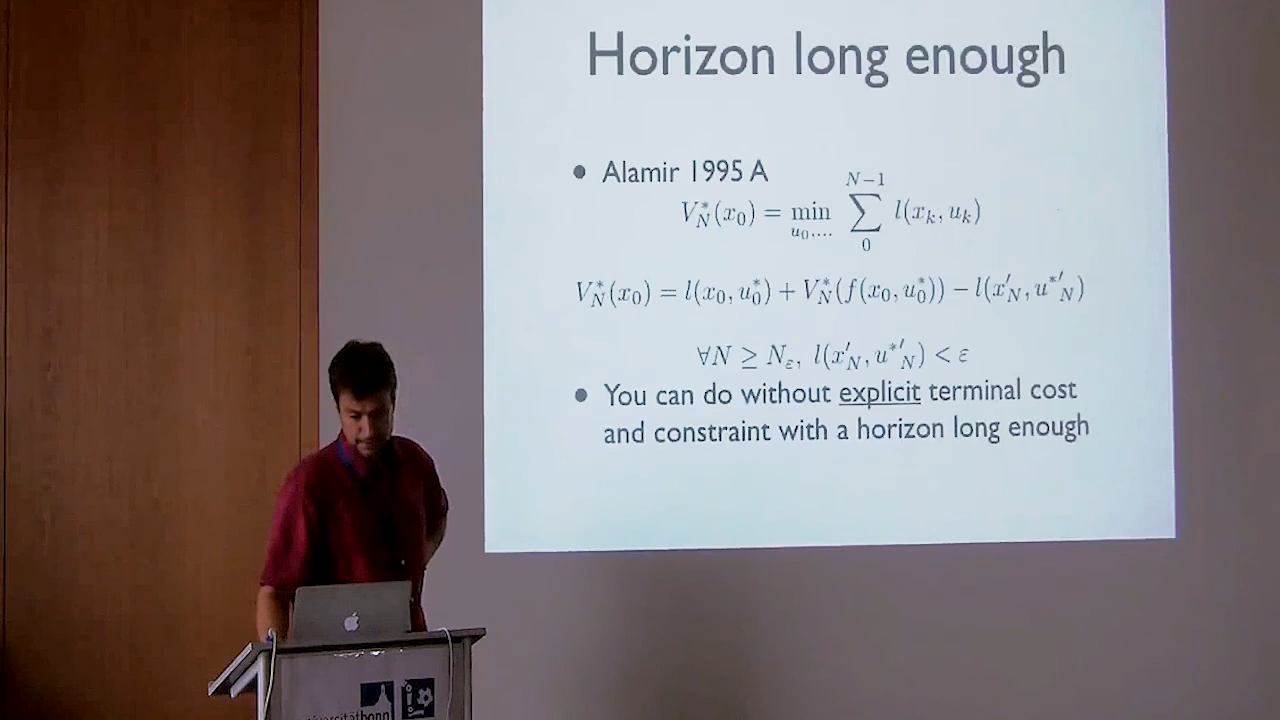 Horizon long enough
• Alamir 1995 A
V*_N(x_0) = min_{u_0,...} ∑_{0}^{N−1} l(x_k, u_k)
V*_N(x_0) = l(x_0, u*_0) + V*_N(f(x_0, u*_0)) − l(x'_N, u*'_N)
∀N ≥ N_ε, l(x'_N, u*'_N) < ε
• You can do without explicit terminal cost
and constraint with a horizon long enough